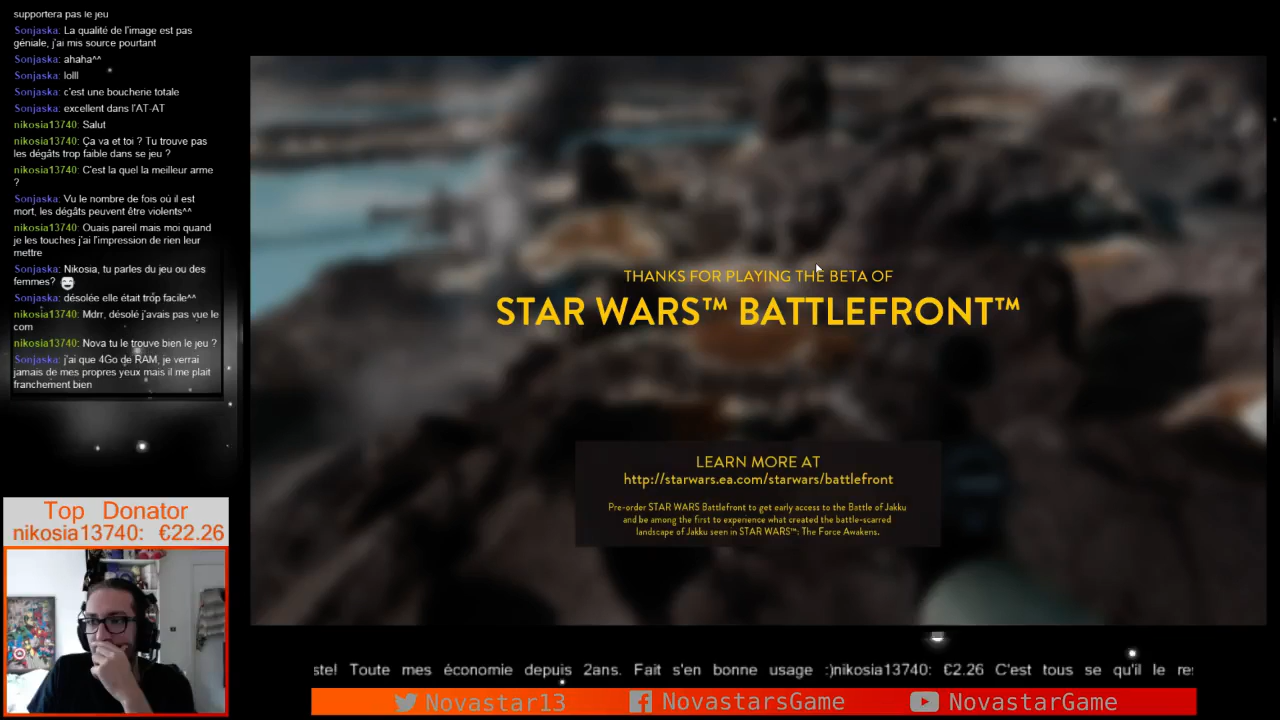 supportera pas le jeu
Sonjaska: La qualité de l'image est pas
géniale, j'ai mis source pourtant
Sonjaska: ahaha^^
Sonjaska: lolll
Sonjaska: c'est une bouchene totale
Sonjaska: excellent dans l'AT-AT
nikosia13740: Salut
nikosia13740: Ça va et toi ? Tu trouve pas
les dégâts trop faible dans se jeu ?
nikosia13740: C'est la quel la meilleur arme
?
Sonjaska: Vu le nombre de fois où il est
mort, les dégâts peuvent être violents^^
nikosia13740: Ouais pareil mais moi quand
je les touches j'ai l'impression de rien leur
mettre
Sonjaska: Nikosia, tu parles du jeu ou des
femmes?
Sonjaska: désolée elle était trop facile^^
nikosia13740: Mdrr, désolé j'avais pas vue le
com
nikosia13740: Nova tu le trouve bien le jeu ?
Sonjaska: j'ai que 4Go de RAM, je verrai
jamais de mes propres yeux mais il me plait
franchement bien
Top Donator
nikosia13740: €22.26
THANKS FOR PLAYING THE BETA OF
STAR WARS™ BATTLEFRONT™
LEARN MORE AT
http://starwars.ea.com/starwars/battlefront
Pre-order STAR WARS Battlefront to get early access to the Battle of Jakku
and be among the first to experience what created the battle-scarred
landscape of Jakku seen in STAR WARS™: The Force Awakens.
ste! Toute mes économie depuis 2ans. Fait s'en bonne usage :)nikosia13740: €2.26 C'est tous se qu'il le re
Novastar13
NovastarsGame
NovastarGame